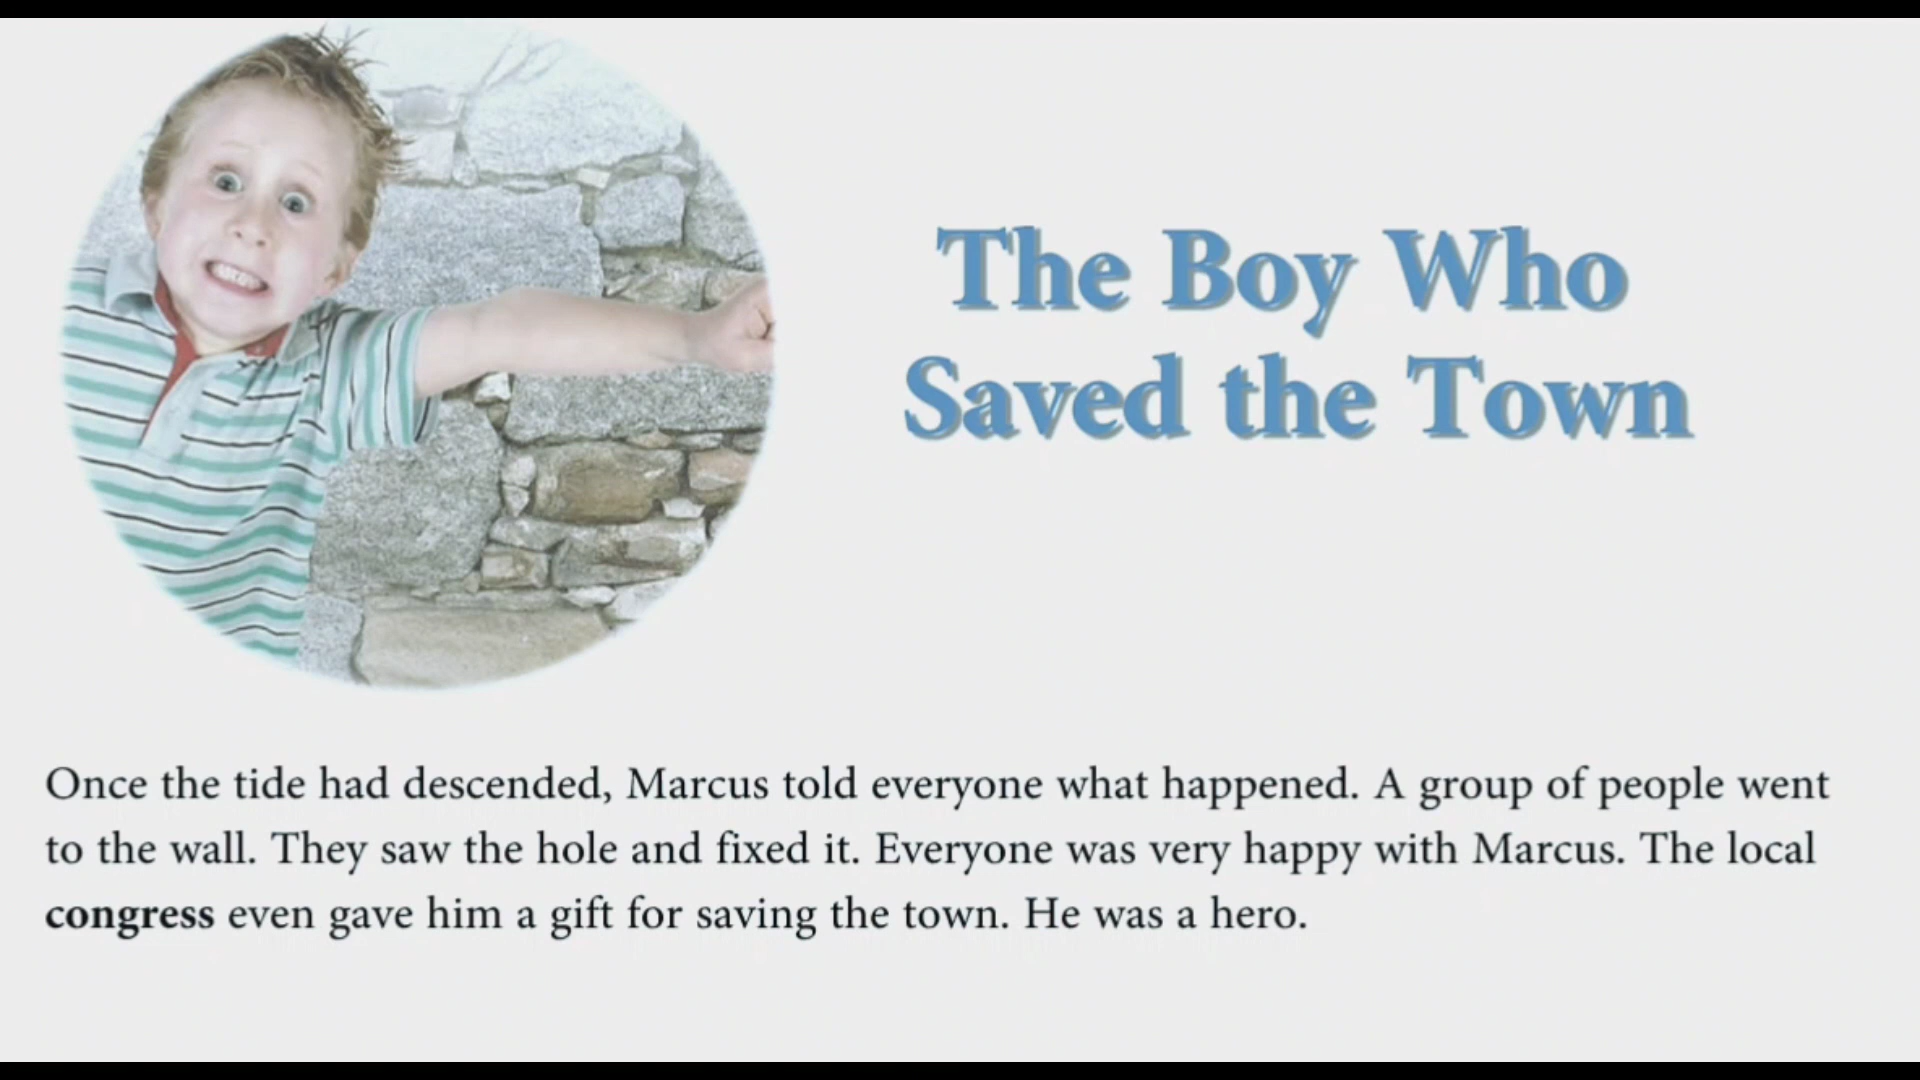 The Boy Who
Saved the Town
Once the tide had descended, Marcus told everyone what happened. A group of people went
to the wall. They saw the hole and fixed it. Everyone was very happy with Marcus. The local
congress even gave him a gift for saving the town. He was a hero.